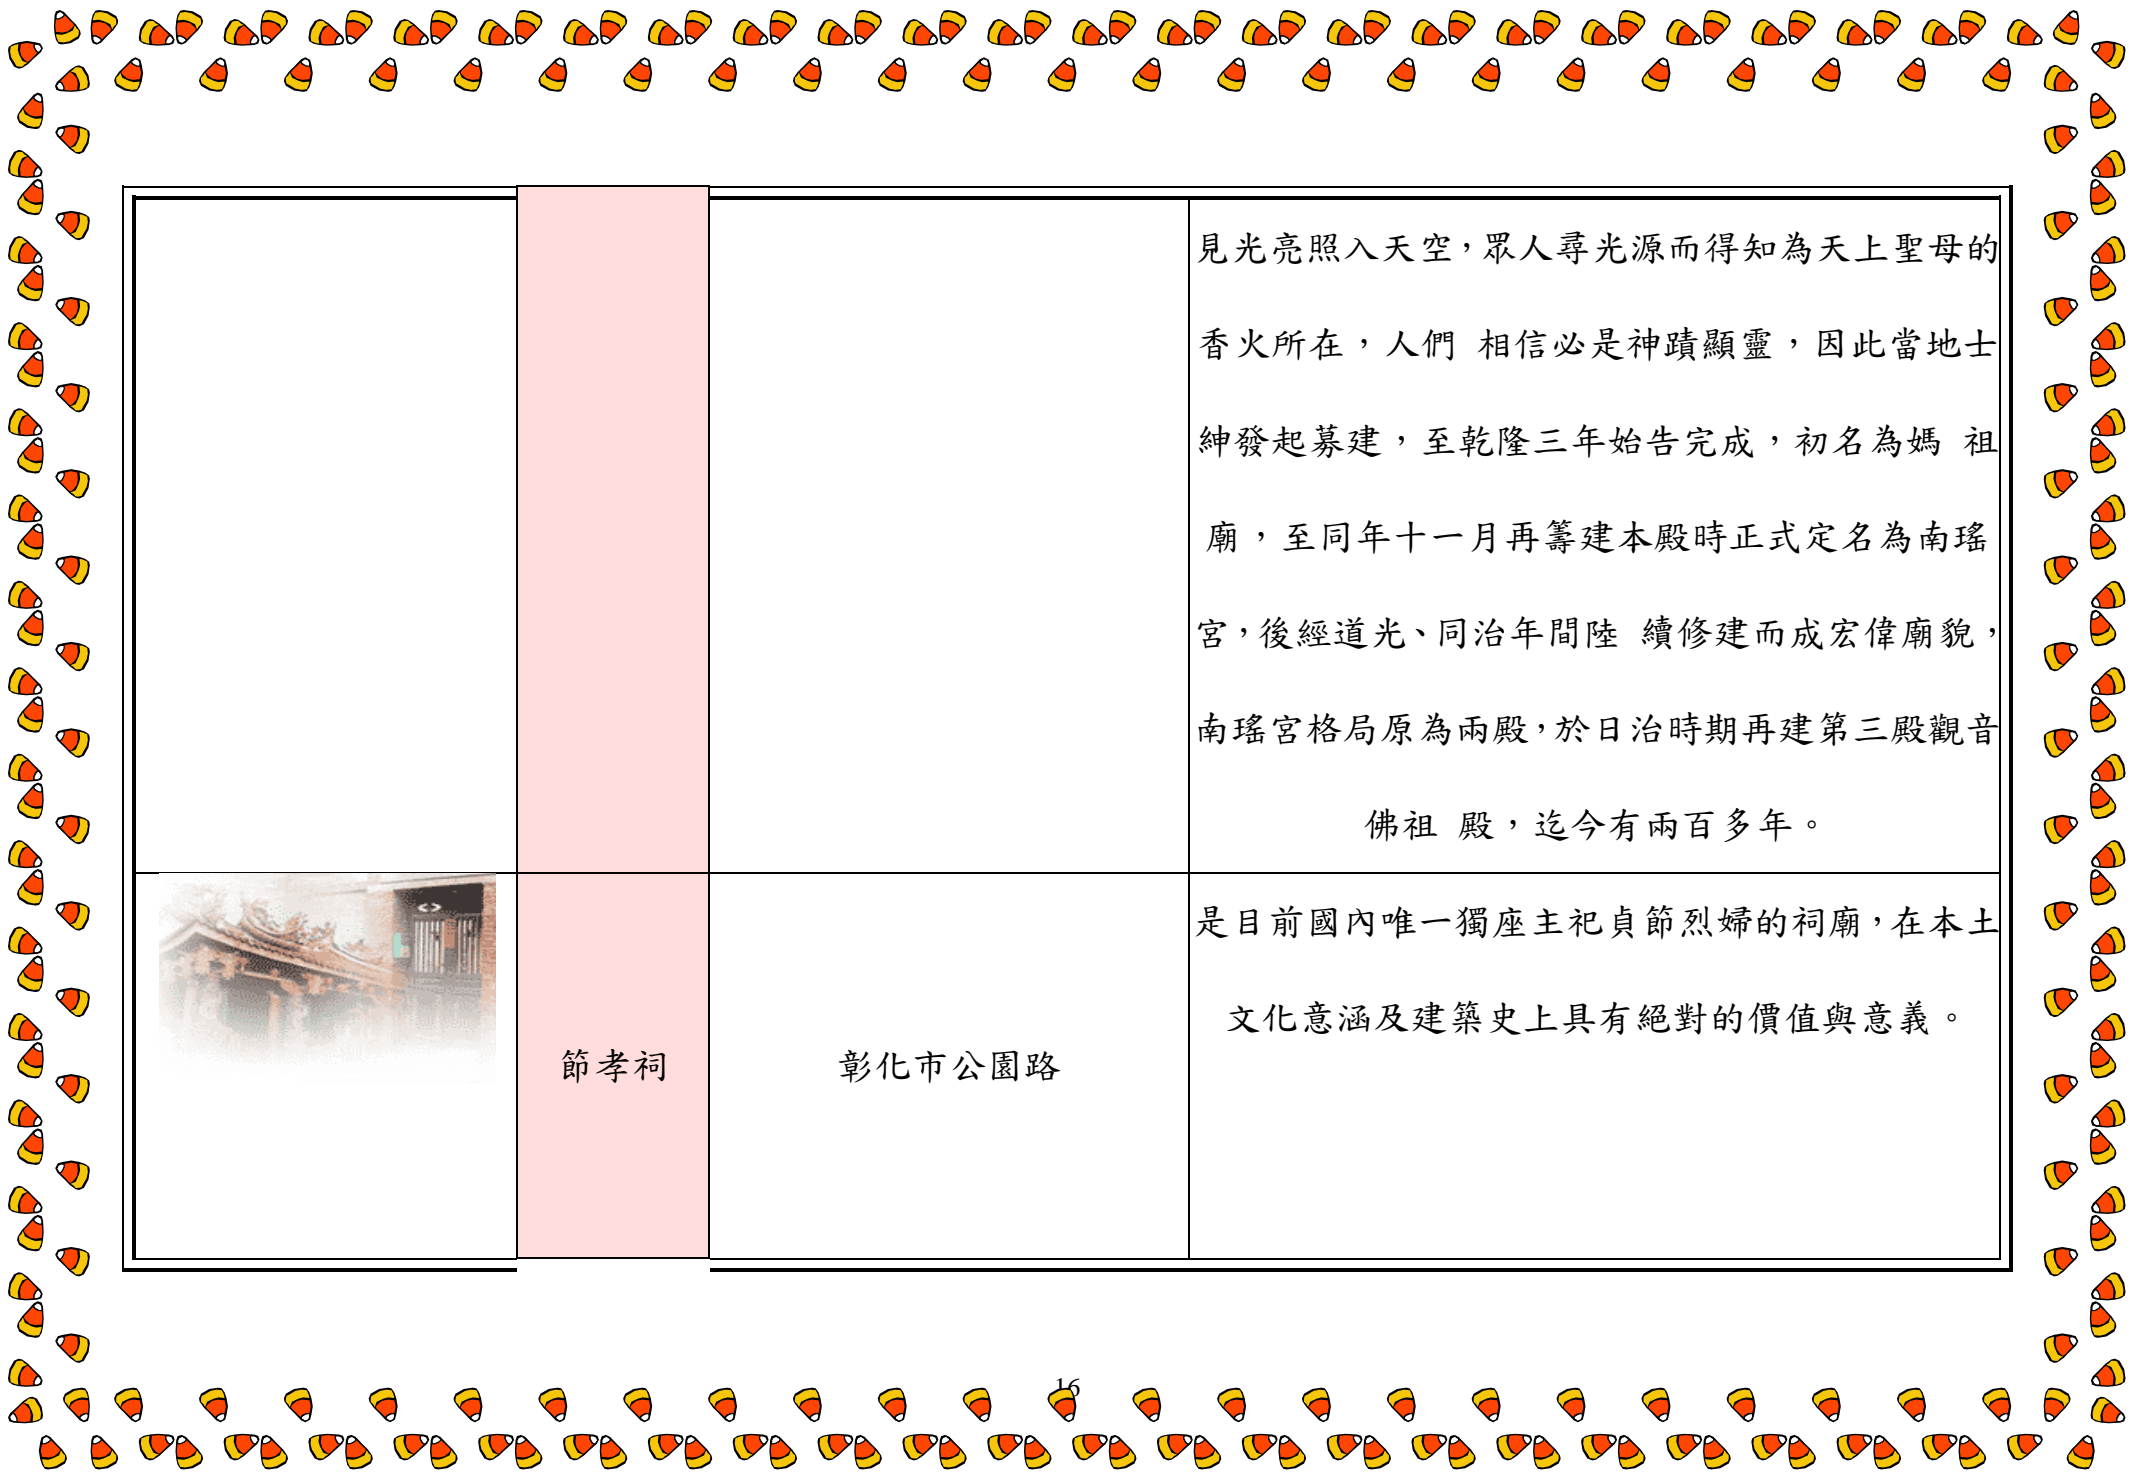 見光亮照入天空，眾人尋光源而得知為天上聖母的
香火所在，人們 相信必是神蹟顯靈，因此當地士
紳發起募建，至乾隆三年始告完成，初名為媽 祖
廟，至同年十一月再籌建本殿時正式定名為南瑤
宮，後經道光、同治年間陸 續修建而成宏偉廟貌，
南瑤宮格局原為兩殿，於日治時期再建第三殿觀音
佛祖 殿，迄今有兩百多年。
節孝祠
彰化市公園路
是目前國內唯一獨座主祀貞節烈婦的祠廟，在本土
文化意涵及建築史上具有絕對的價值與意義。
16